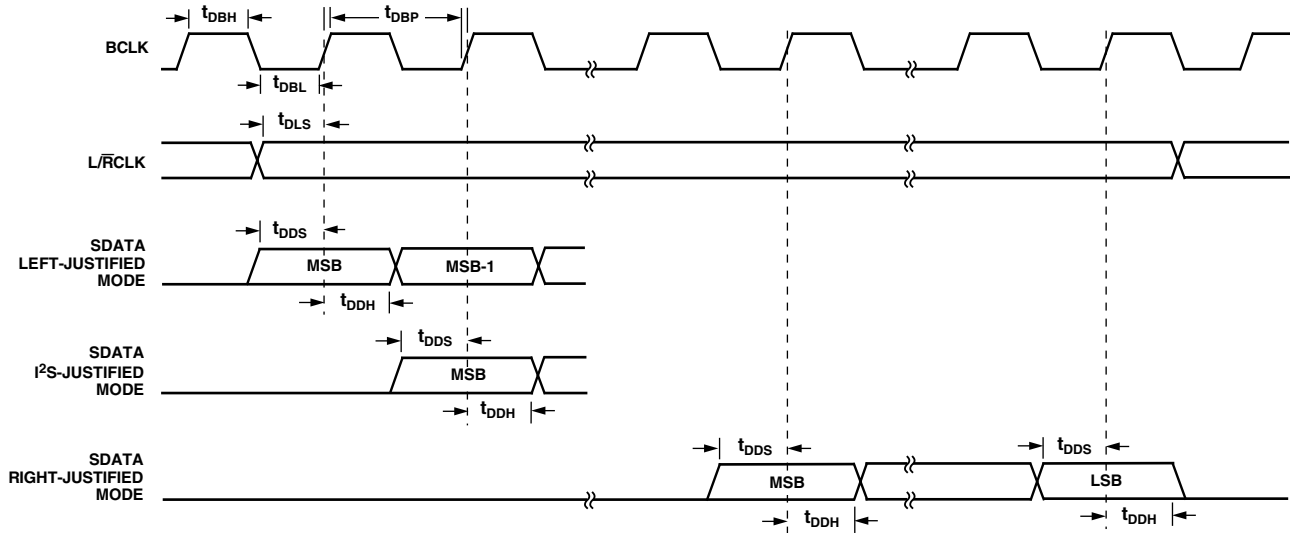 tDBH
tDBP
BCLK
tDBL
tDLS
L/R̅CLK
tDDS
SDATA
LEFT-JUSTIFIED
MODE
MSB
MSB-1
tDDH
tDDS
SDATA
I²S-JUSTIFIED
MODE
MSB
tDDH
tDDS
tDDS
SDATA
RIGHT-JUSTIFIED
MODE
MSB
LSB
tDDH
tDDH